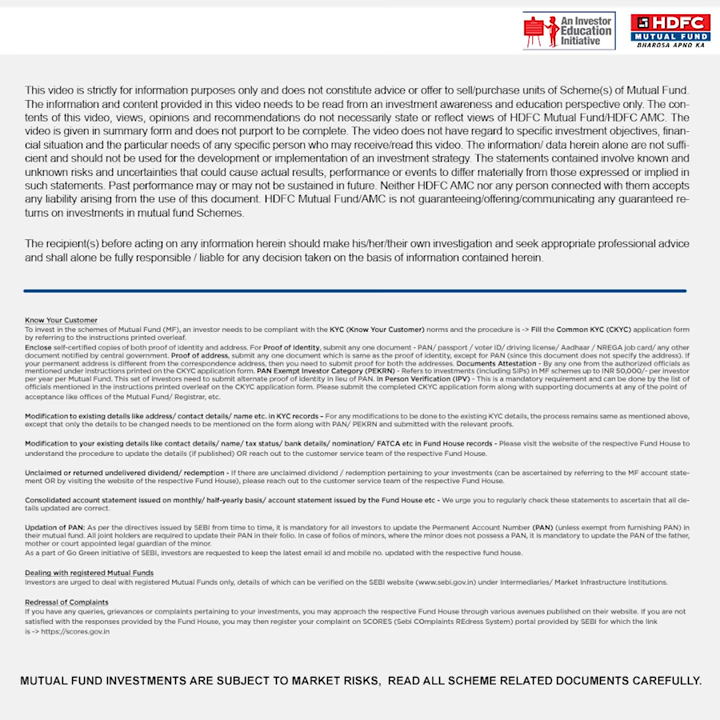 An Investor
Education
Initiative
HDFC
MUTUAL FUND
BHAROSA APNO KA
This video is strictly for information purposes only and does not constitute advice or offer to sell/purchase units of Scheme(s) of Mutual Fund.
The information and content provided in this video needs to be read from an investment awareness and education perspective only. The con-
tents of this video, views, opinions and recommendations do not necessarily state or reflect views of HDFC Mutual Fund/HDFC AMC. The
video is given in summary form and does not purport to be complete. The video does not have regard to specific investment objectives, finan-
cial situation and the particular needs of any specific person who may receive/read this video. The information/ data herein alone are not suffi-
cient and should not be used for the development or implementation of an investment strategy. The statements contained involve known and
unknown risks and uncertainties that could cause actual results, performance or events to differ materially from those expressed or implied in
such statements. Past performance may or may not be sustained in future. Neither HDFC AMC nor any person connected with them accepts
any liability arising from the use of this document. HDFC Mutual Fund/AMC is not guaranteeing/offering/communicating any guaranteed re-
turns on investments in mutual fund Schemes.
The recipient(s) before acting on any information herein should make his/her/their own investigation and seek appropriate professional advice
and shall alone be fully responsible / liable for any decision taken on the basis of information contained herein.
Know Your Customer
To invest in the schemes of Mutual Fund (MF), an investor needs to be compliant with the KYC (Know Your Customer) norms and the procedure is -> Fill the Common KYC (CKYC) application form
by referring to the instructions printed overleaf.
Enclose self-certified copies of both proof of identity and address. For Proof of Identity, submit any one document - PAN/ passport / voter ID/ driving license/ Aadhaar / NREGA job card/ any other
document notified by central government. Proof of address, submit any one document which is same as the proof of identity, except for PAN (since this document does not specify the address). If
your permanent address is different from the correspondence address, then you need to submit proof for both the addresses. Documents Attestation - By any one from the authorized officials as
mentioned under instructions printed on the CKYC application form. PAN Exempt Investor Category (PEKRN) - Refers to investments (including SIPs) in MF schemes up to INR 50,000/- per investor
per year per Mutual Fund. This set of investors need to submit alternate proof of identity in lieu of PAN. In Person Verification (IPV) - This is a mandatory requirement and can be done by the list of
officials mentioned in the instructions printed overleaf on the CKYC application form. Please submit the completed CKYC application form along with supporting documents at any of the point of
acceptance like offices of the Mutual Fund/ Registrar, etc.
Modification to existing details like address/ contact details/ name etc. in KYC records – For any modifications to be done to the existing KYC details, the process remains same as mentioned above,
except that only the details to be changed needs to be mentioned on the form along with PAN/ PEKRN and submitted with the relevant proofs.
Modification to your existing details like contact details/ name/ tax status/ bank details/ nomination/ FATCA etc in Fund House records - Please visit the website of the respective Fund House to
understand the procedure to update the details (if published) OR reach out to the customer service team of the respective Fund House.
Unclaimed or returned undelivered dividend/ redemption - If there are unclaimed dividend / redemption pertaining to your investments (can be ascertained by referring to the MF account state-
ment OR by visiting the website of the respective Fund House), please reach out to the customer service team of the respective Fund House.
Consolidated account statement issued on monthly/ half-yearly basis/ account statement issued by the Fund House etc - We urge you to regularly check these statements to ascertain that all de-
tails updated are correct.
Updation of PAN: As per the directives issued by SEBI from time to time, it is mandatory for all investors to update the Permanent Account Number (PAN) (unless exempt from furnishing PAN) in
their mutual fund. All joint holders are required to update their PAN in their folio. In case of folios of minors, where the minor does not possess a PAN, it is mandatory to update the PAN of the father,
mother or court appointed legal guardian of the minor.
As a part of Go Green initiative of SEBI, investors are requested to keep the latest email id and mobile no. updated with the respective fund house.
Dealing with registered Mutual Funds
Investors are urged to deal with registered Mutual Funds only, details of which can be verified on the SEBI website (www.sebi.gov.in) under Intermediaries/ Market Infrastructure Institutions.
Redressal of Complaints
If you have any queries, grievances or complaints pertaining to your investments, you may approach the respective Fund House through various avenues published on their website. If you are not
satisfied with the responses provided by the Fund House, you may then register your complaint on SCORES (Sebi COmplaints REdress System) portal provided by SEBI for which the link
is -> https://scores.gov.in
MUTUAL FUND INVESTMENTS ARE SUBJECT TO MARKET RISKS, READ ALL SCHEME RELATED DOCUMENTS CAREFULLY.